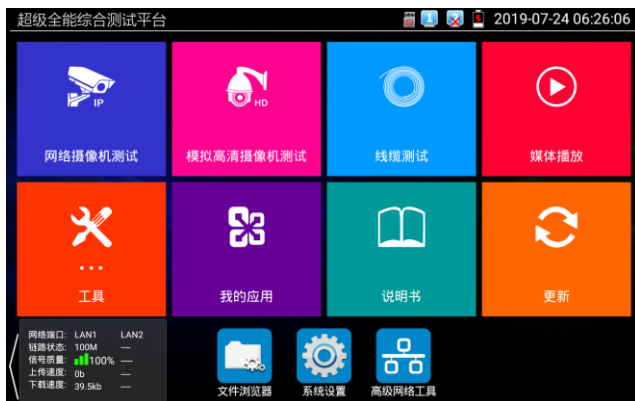 超级全能综合测试平台 1 2019-07-24 06:26:06
IP HD
网络摄像机测试 模拟高清摄像机测试 线缆测试 媒体播放
工具 我的应用 说明书 更新
网络端口: LAN1 LAN2
链路状态: 100M —
信号质量: 100% ----
上传速度: 0b —
下载速度: 39.5kb —
文件浏览器 系统设置 高级网络工具